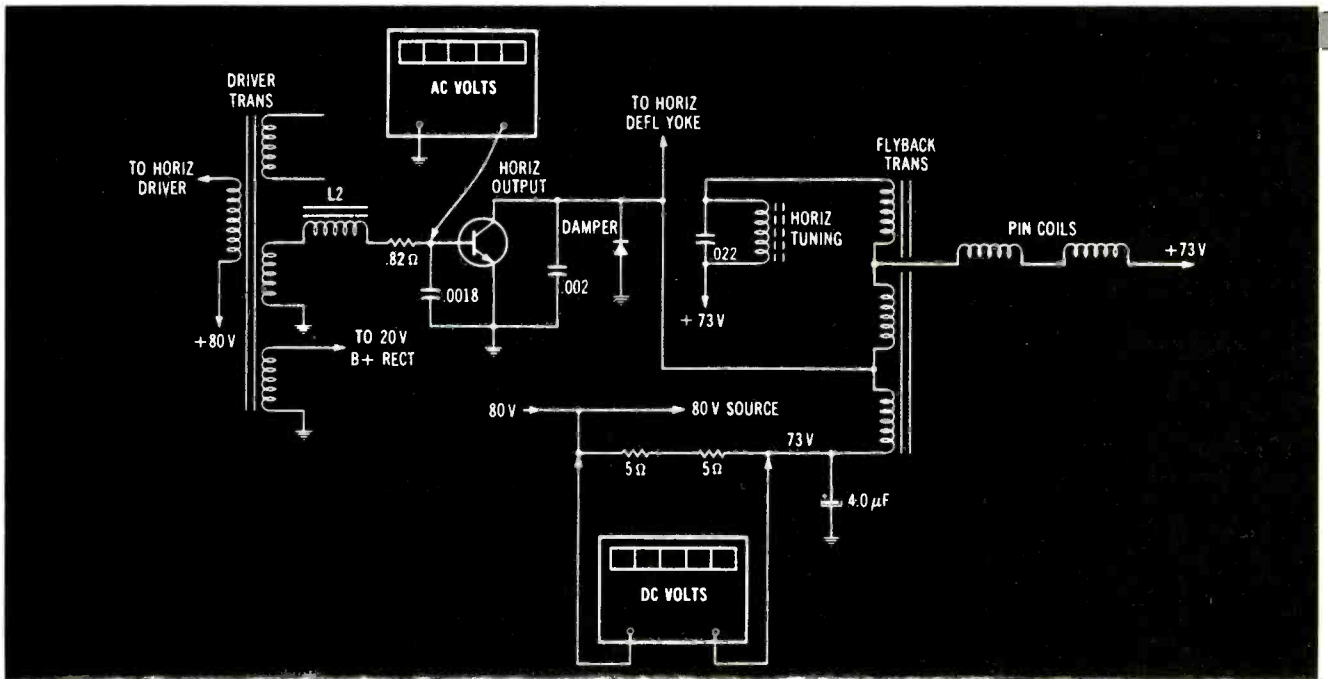 DRIVER
TRANS
AC VOLTS
TO HORIZ
DEFL YOKE
FLYBACK
TRANS
TO HORIZ
DRIVER
L2
HORIZ
OUTPUT
DAMPER
HORIZ
TUNING
PIN COILS
+73V
.82Ω
.0018
.002
.022
+73V
+80V
TO 20V
B+ RECT
80V
80V SOURCE
73V
5Ω
5Ω
4.0µF
DC VOLTS